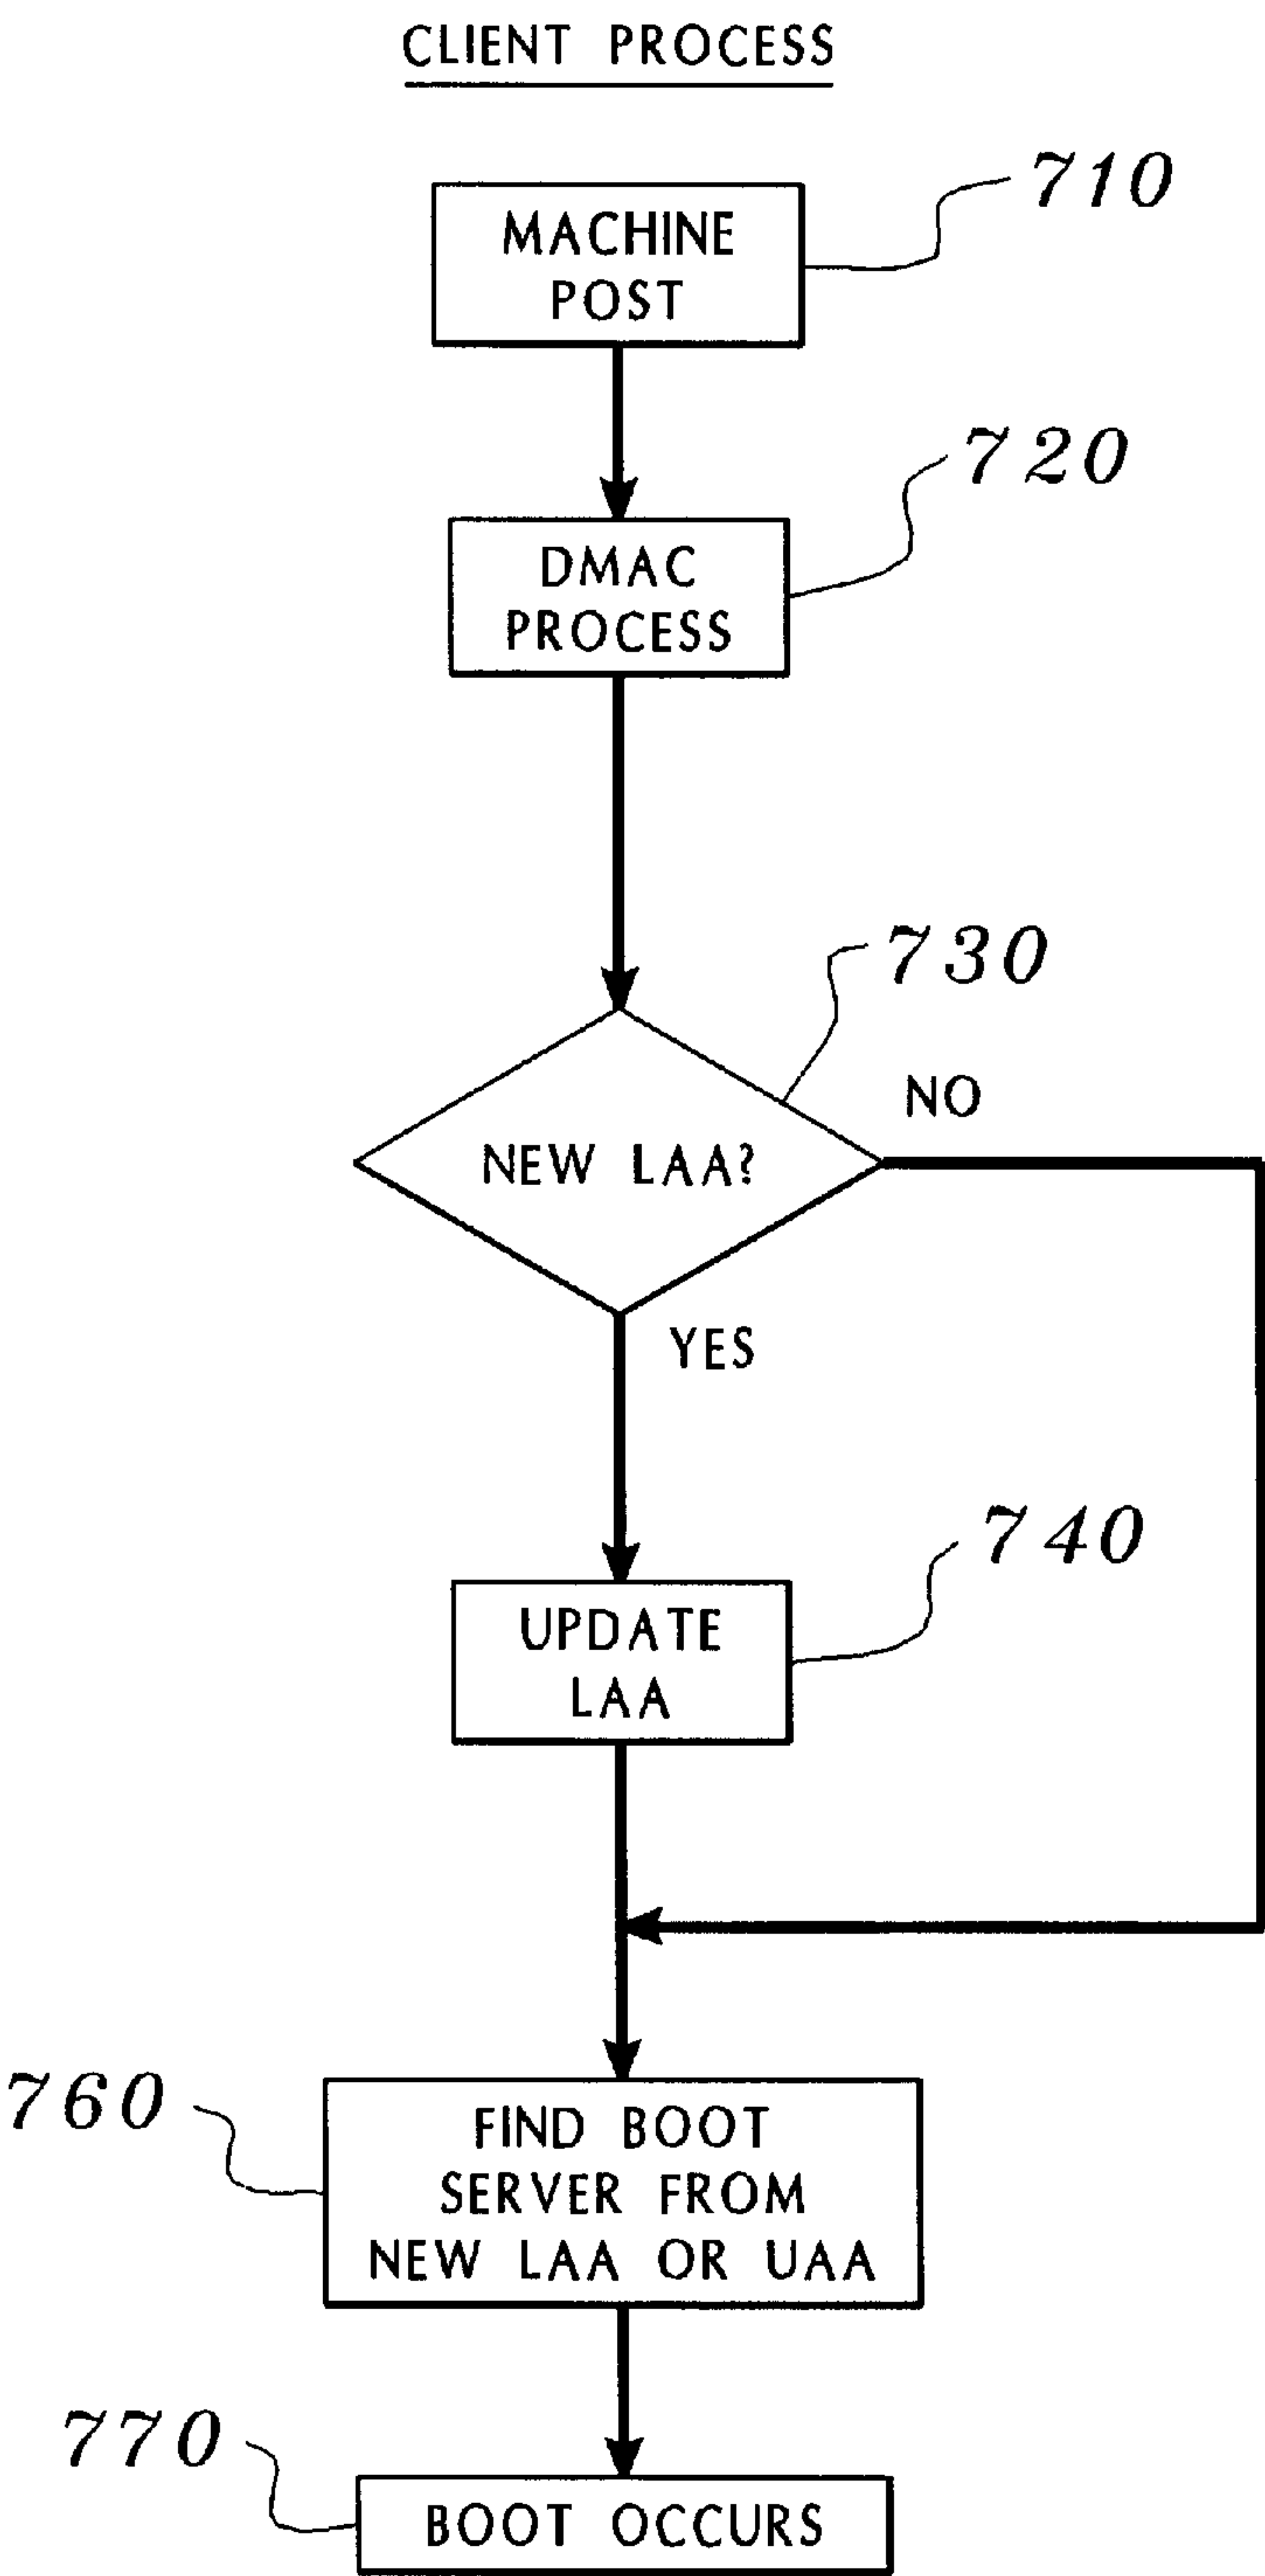 CLIENT PROCESS
710
MACHINE
POST
720
DMAC
PROCESS
730
NO
NEW LAA?
YES
740
UPDATE
LAA
760
FIND BOOT
SERVER FROM
NEW LAA OR UAA
770
BOOT OCCURS